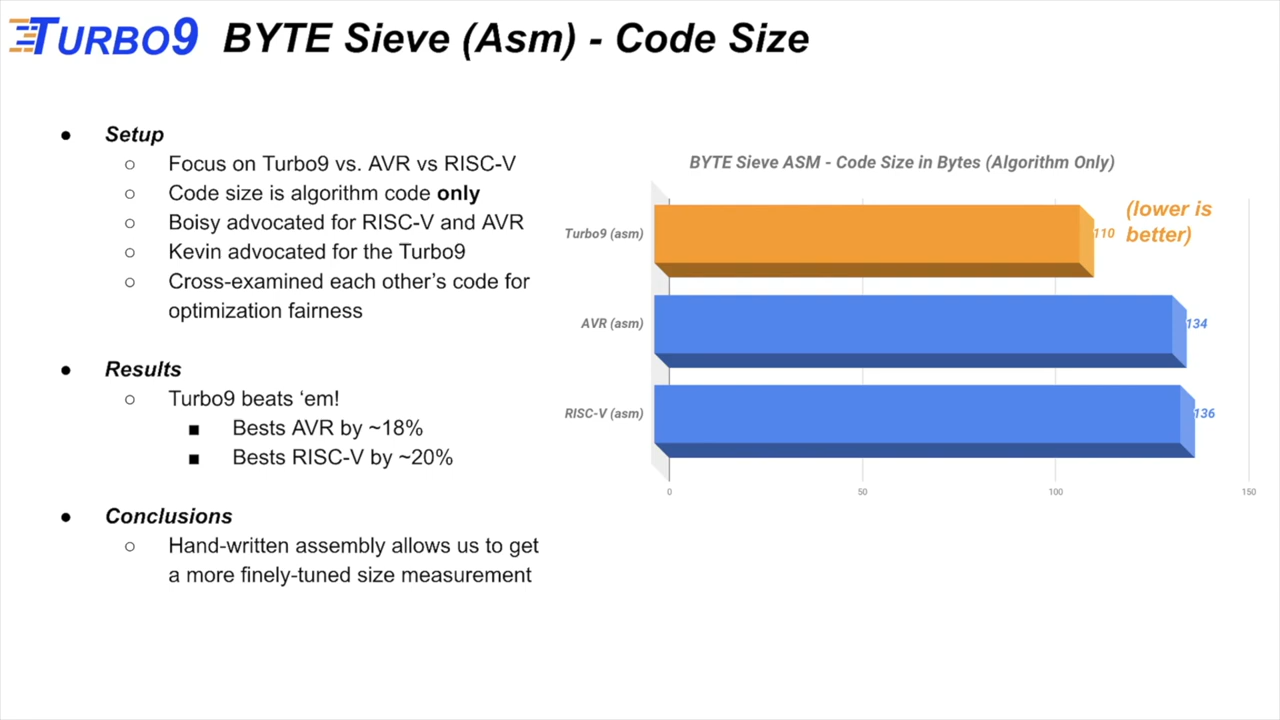 TURBO9 BYTE Sieve (Asm) - Code Size
● Setup
○ Focus on Turbo9 vs. AVR vs RISC-V
○ Code size is algorithm code only
○ Boisy advocated for RISC-V and AVR
○ Kevin advocated for the Turbo9
○ Cross-examined each other’s code for
optimization fairness
● Results
○ Turbo9 beats ‘em!
■ Bests AVR by ~18%
■ Bests RISC-V by ~20%
● Conclusions
○ Hand-written assembly allows us to get
a more finely-tuned size measurement
BYTE Sieve ASM - Code Size in Bytes (Algorithm Only)
(lower is
better)
Turbo9 (asm) 110
AVR (asm) 134
RISC-V (asm) 136
0 50 100 150